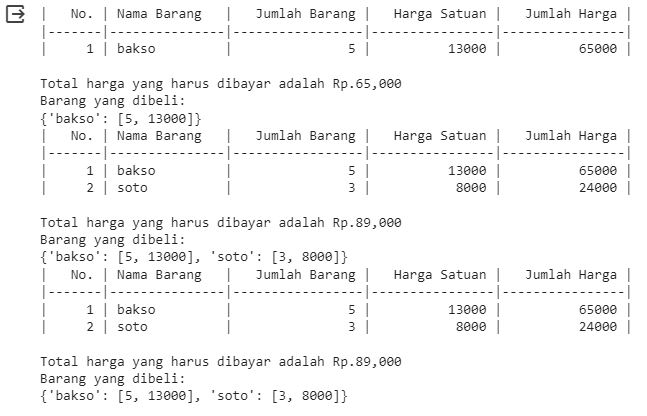 | No. | Nama Barang | Jumlah Barang | Harga Satuan | Jumlah Harga |
|-------|---------------|-----------------|----------------|----------------|
| 1 | bakso | 5 | 13000 | 65000 |
Total harga yang harus dibayar adalah Rp.65,000
Barang yang dibeli:
{'bakso': [5, 13000]}
| No. | Nama Barang | Jumlah Barang | Harga Satuan | Jumlah Harga |
|-------|---------------|-----------------|----------------|----------------|
| 1 | bakso | 5 | 13000 | 65000 |
| 2 | soto | 3 | 8000 | 24000 |
Total harga yang harus dibayar adalah Rp.89,000
Barang yang dibeli:
{'bakso': [5, 13000], 'soto': [3, 8000]}
| No. | Nama Barang | Jumlah Barang | Harga Satuan | Jumlah Harga |
|-------|---------------|-----------------|----------------|----------------|
| 1 | bakso | 5 | 13000 | 65000 |
| 2 | soto | 3 | 8000 | 24000 |
Total harga yang harus dibayar adalah Rp.89,000
Barang yang dibeli:
{'bakso': [5, 13000], 'soto': [3, 8000]}